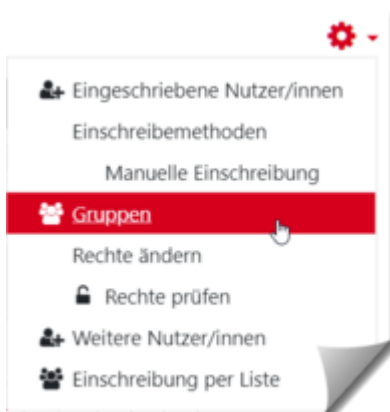 Eingeschriebene Nutzer/innen
Einschreibemethoden
Manuelle Einschreibung
Gruppen
Rechte ändern
Rechte prüfen
Weitere Nutzer/innen
Einschreibung per Liste